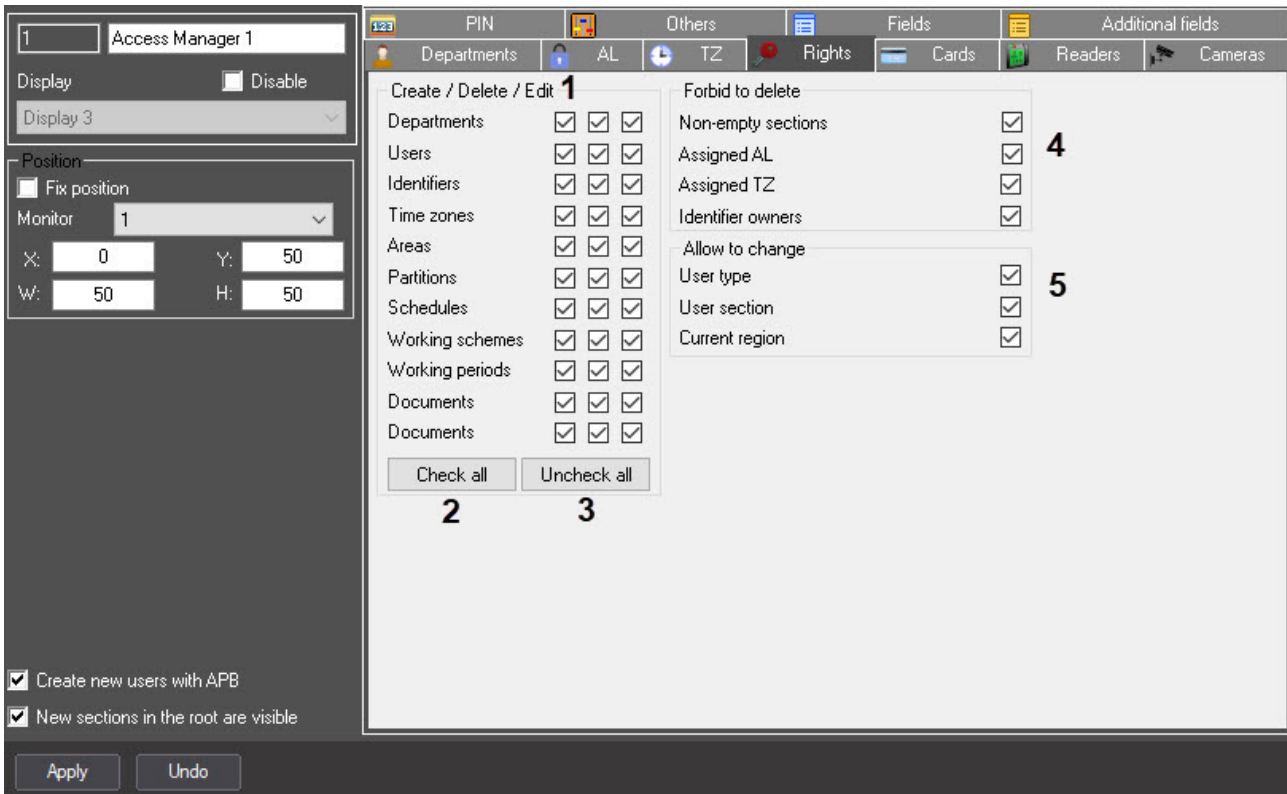 1 Access Manager 1
Display Disable
Display 3
Position
Fix position
Monitor 1
X: 0 Y: 50
W: 50 H: 50
Create new users with APB
New sections in the root are visible
Apply Undo
123 PIN Others Fields Additional fields
Departments AL TZ Rights Cards Readers Cameras
Create / Delete / Edit 1
Departments
Users
Identifiers
Time zones
Areas
Partitions
Schedules
Working schemes
Working periods
Documents
Documents
Check all Uncheck all
2 3
Forbid to delete
Non-empty sections
Assigned AL
Assigned TZ
Identifier owners
4
Allow to change
User type
User section
Current region
5